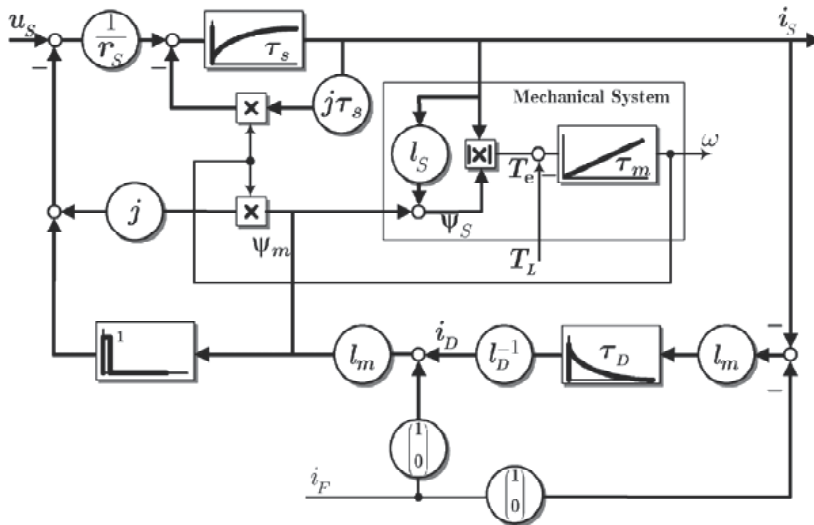 u_S
1/r_S
τ_s
i_S
−
−
jτ_s
Mechanical System
×
l_S
|×|
T_e
−
τ_m
ω
j
×
ψ_m
ψ_S
T_L
1
l_m
i_D
l_D^{-1}
τ_D
l_m
−
−
(1 0)
i_F
(1 0)